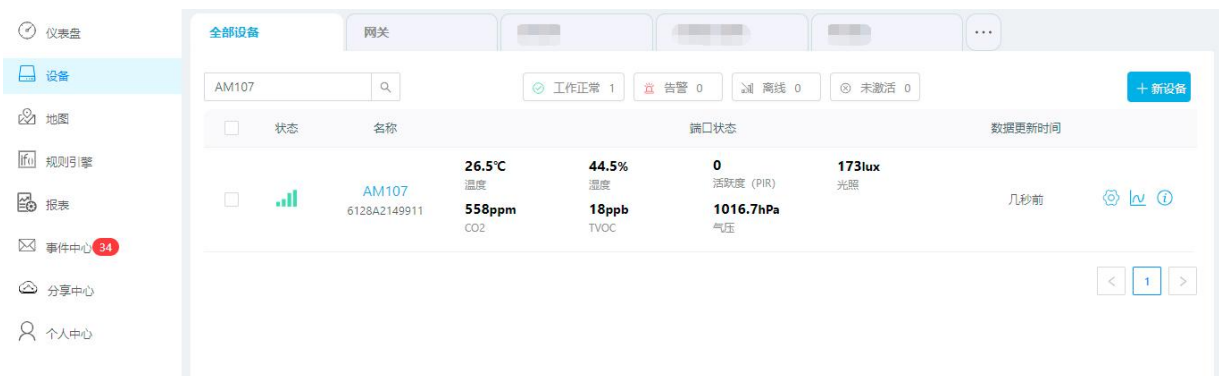 仪表盘
设备
地图
规则引擎
报表
事件中心 34
分享中心
个人中心
全部设备 网关 ···
AM107 工作正常 1 告警 0 离线 0 未激活 0 ＋新设备
状态 名称 端口状态 数据更新时间
26.5℃ 44.5% 0 173lux
温度 湿度 活跃度 (PIR) 光照
AM107
6128A2149911
几秒前
558ppm 18ppb 1016.7hPa
CO2 TVOC 气压
< 1 >